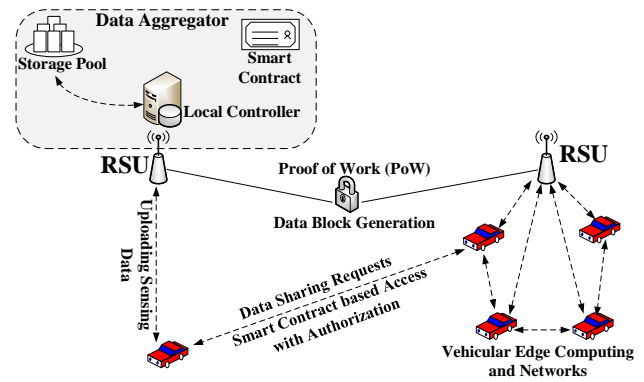 Data Aggregator
Storage Pool
Smart
Contract
Local Controller
RSU
RSU
Proof of Work (PoW)
Data Block Generation
Uploading Sensing
Data
Data Sharing Requests
Smart Contract based Access
with Authorization
Vehicular Edge Computing
and Networks